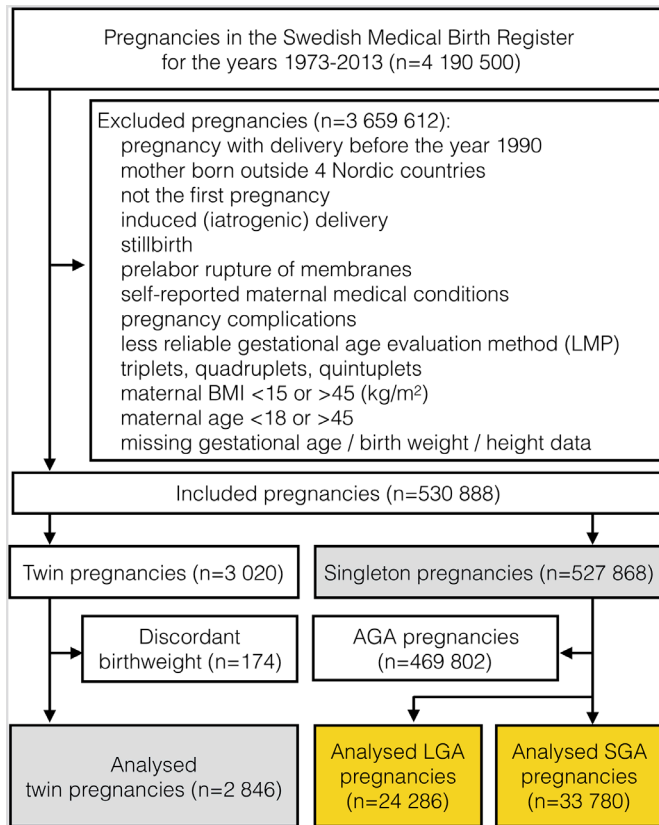 Pregnancies in the Swedish Medical Birth Register
for the years 1973-2013 (n=4 190 500)
Excluded pregnancies (n=3 659 612):
pregnancy with delivery before the year 1990
mother born outside 4 Nordic countries
not the first pregnancy
induced (iatrogenic) delivery
stillbirth
prelabor rupture of membranes
self-reported maternal medical conditions
pregnancy complications
less reliable gestational age evaluation method (LMP)
triplets, quadruplets, quintuplets
maternal BMI <15 or >45 (kg/m²)
maternal age <18 or >45
missing gestational age / birth weight / height data
Included pregnancies (n=530 888)
Twin pregnancies (n=3 020)
Singleton pregnancies (n=527 868)
Discordant
birthweight (n=174)
AGA pregnancies
(n=469 802)
Analysed
twin pregnancies (n=2 846)
Analysed LGA
pregnancies
(n=24 286)
Analysed SGA
pregnancies
(n=33 780)